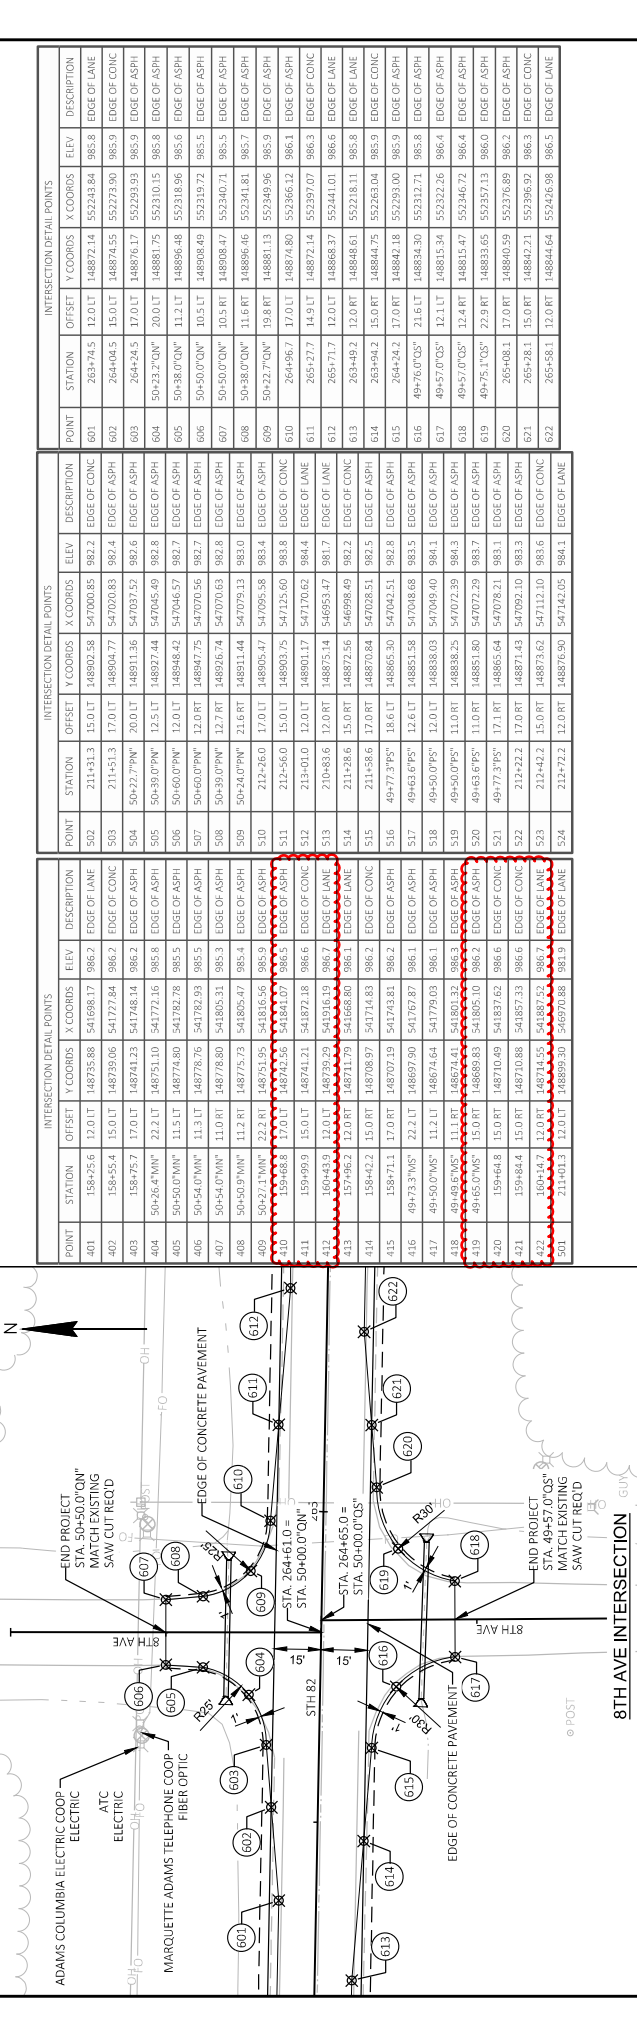 N
ADAMS COLUMBIA ELECTRIC COOP
ELECTRIC
ATC
ELECTRIC
MARQUETTE ADAMS TELEPHONE COOP
FIBER OPTIC
END PROJECT
STA. 50+50.0"QN"
MATCH EXISTING
SAW CUT REQ'D
EDGE OF CONCRETE PAVEMENT
OH
FO
POST
8TH AVE
606
607
605
608
R25'
R25'
1'
1'
604
609
603
610
602
611
601
612
15'
15'
STH 82
STA. 264+61.0 =
STA. 50+00.0"QN"
265
STA. 264+65.0 =
STA. 50+00.0"QS"
613
614
615
616
619
620
621
622
R30'
R30'
1'
1'
617
618
8TH AVE
EDGE OF CONCRETE PAVEMENT
END PROJECT
STA. 49+57.0"QS"
MATCH EXISTING
SAW CUT REQ'D
POST
GUY
8TH AVE INTERSECTION
INTERSECTION DETAIL POINTS
POINT STATION OFFSET Y COORDS X COORDS ELEV DESCRIPTION
401 158+25.6 12.0 LT 148735.88 541698.17 986.2 EDGE OF LANE
402 158+55.4 15.0 LT 148739.06 541727.84 986.2 EDGE OF CONC
403 158+75.7 17.0 LT 148741.23 541748.14 986.2 EDGE OF ASPH
404 50+26.4"MN" 22.2 LT 148751.10 541772.16 985.8 EDGE OF ASPH
405 50+50.0"MN" 11.5 LT 148774.80 541782.78 985.5 EDGE OF ASPH
406 50+54.0"MN" 11.3 LT 148778.76 541782.93 985.5 EDGE OF ASPH
407 50+54.0"MN" 11.0 RT 148778.80 541805.31 985.3 EDGE OF ASPH
408 50+50.9"MN" 11.2 RT 148775.73 541805.47 985.4 EDGE OF ASPH
409 50+27.1"MN" 22.2 RT 148751.95 541816.56 985.9 EDGE OF ASPH
410 159+68.8 17.0 LT 148742.56 541841.07 986.5 EDGE OF ASPH
411 159+99.9 15.0 LT 148741.21 541872.18 986.6 EDGE OF CONC
412 160+43.9 12.0 LT 148739.29 541916.19 986.7 EDGE OF LANE
413 157+96.2 12.0 RT 148711.79 541668.80 986.1 EDGE OF LANE
414 158+42.2 15.0 RT 148708.97 541714.83 986.2 EDGE OF CONC
415 158+71.1 17.0 RT 148707.19 541743.81 986.2 EDGE OF ASPH
416 49+73.3"MS" 22.2 LT 148697.90 541767.87 986.1 EDGE OF ASPH
417 49+50.0"MS" 11.2 LT 148674.64 541779.03 986.1 EDGE OF ASPH
418 49+49.6"MS" 11.1 RT 148674.41 541801.32 986.3 EDGE OF ASPH
419 49+65.0"MS" 15.0 RT 148689.83 541805.10 986.2 EDGE OF ASPH
420 159+64.8 15.0 RT 148710.49 541837.62 986.6 EDGE OF CONC
421 159+84.4 15.0 RT 148710.88 541857.33 986.6 EDGE OF CONC
422 160+14.7 12.0 RT 148714.55 541887.52 986.7 EDGE OF LANE
501 211+01.3 12.0 LT 148899.30 546970.88 981.9 EDGE OF LANE
INTERSECTION DETAIL POINTS
POINT STATION OFFSET Y COORDS X COORDS ELEV DESCRIPTION
502 211+31.3 15.0 LT 148902.58 547000.85 982.2 EDGE OF CONC
503 211+51.3 17.0 LT 148904.77 547020.83 982.4 EDGE OF ASPH
504 50+22.7"PN" 20.0 LT 148911.36 547037.52 982.6 EDGE OF ASPH
505 50+39.0"PN" 12.5 LT 148927.44 547045.49 982.8 EDGE OF ASPH
506 50+60.0"PN" 12.0 LT 148948.42 547046.57 982.7 EDGE OF ASPH
507 50+60.0"PN" 12.0 RT 148947.75 547070.56 982.7 EDGE OF ASPH
508 50+39.0"PN" 12.7 RT 148926.74 547070.63 982.8 EDGE OF ASPH
509 50+24.0"PN" 21.6 RT 148911.44 547079.13 983.0 EDGE OF ASPH
510 212+26.0 17.0 LT 148905.47 547095.58 983.4 EDGE OF ASPH
511 212+56.0 15.0 LT 148903.75 547125.60 983.8 EDGE OF CONC
512 213+01.0 12.0 LT 148901.17 547170.62 984.4 EDGE OF LANE
513 210+83.6 12.0 RT 148875.14 546953.47 981.7 EDGE OF LANE
514 211+28.6 15.0 RT 148872.56 546998.49 982.2 EDGE OF CONC
515 211+58.6 17.0 RT 148870.84 547028.51 982.5 EDGE OF ASPH
516 49+77.3"PS" 18.6 LT 148865.30 547042.51 982.8 EDGE OF ASPH
517 49+63.6"PS" 12.6 LT 148851.58 547048.68 983.5 EDGE OF ASPH
518 49+50.0"PS" 12.0 LT 148838.03 547049.40 984.1 EDGE OF ASPH
519 49+50.0"PS" 11.0 RT 148838.25 547072.39 984.3 EDGE OF ASPH
520 49+63.6"PS" 11.0 RT 148851.80 547072.29 983.7 EDGE OF ASPH
521 49+77.3"PS" 17.1 RT 148865.64 547078.21 983.1 EDGE OF ASPH
522 212+22.2 17.0 RT 148871.43 547092.10 983.3 EDGE OF ASPH
523 212+42.2 15.0 RT 148873.62 547112.10 983.6 EDGE OF CONC
524 212+72.2 12.0 RT 148876.90 547142.05 984.1 EDGE OF LANE
INTERSECTION DETAIL POINTS
POINT STATION OFFSET Y COORDS X COORDS ELEV DESCRIPTION
601 263+74.5 12.0 LT 148872.14 552243.84 985.8 EDGE OF LANE
602 264+04.5 15.0 LT 148874.55 552273.90 985.9 EDGE OF CONC
603 264+24.5 17.0 LT 148876.17 552293.93 985.9 EDGE OF ASPH
604 50+23.2"QN" 20.0 LT 148881.75 552310.15 985.8 EDGE OF ASPH
605 50+38.0"QN" 11.2 LT 148896.48 552318.96 985.6 EDGE OF ASPH
606 50+50.0"QN" 10.5 LT 148908.49 552319.72 985.5 EDGE OF ASPH
607 50+50.0"QN" 10.5 RT 148908.47 552340.71 985.5 EDGE OF ASPH
608 50+38.0"QN" 11.6 RT 148896.46 552341.81 985.7 EDGE OF ASPH
609 50+22.7"QN" 19.8 RT 148881.13 552349.96 985.9 EDGE OF ASPH
610 264+96.7 17.0 LT 148874.80 552366.12 986.1 EDGE OF ASPH
611 265+27.7 14.9 LT 148872.14 552397.07 986.3 EDGE OF CONC
612 265+71.7 12.0 LT 148868.37 552441.01 986.6 EDGE OF LANE
613 263+49.2 12.0 RT 148848.61 552218.11 985.8 EDGE OF LANE
614 263+94.2 15.0 RT 148844.75 552263.04 985.9 EDGE OF CONC
615 264+24.2 17.0 RT 148842.18 552293.00 985.9 EDGE OF ASPH
616 49+76.0"QS" 21.6 LT 148834.30 552312.71 985.8 EDGE OF ASPH
617 49+57.0"QS" 12.1 LT 148815.34 552322.26 986.4 EDGE OF ASPH
618 49+57.0"QS" 12.4 RT 148815.47 552346.72 986.4 EDGE OF ASPH
619 49+75.1"QS" 22.9 RT 148833.65 552357.13 986.0 EDGE OF ASPH
620 265+08.1 17.0 RT 148840.59 552376.89 986.2 EDGE OF ASPH
621 265+28.1 15.0 RT 148842.21 552396.92 986.3 EDGE OF CONC
622 265+58.1 12.0 RT 148844.64 552426.98 986.5 EDGE OF LANE